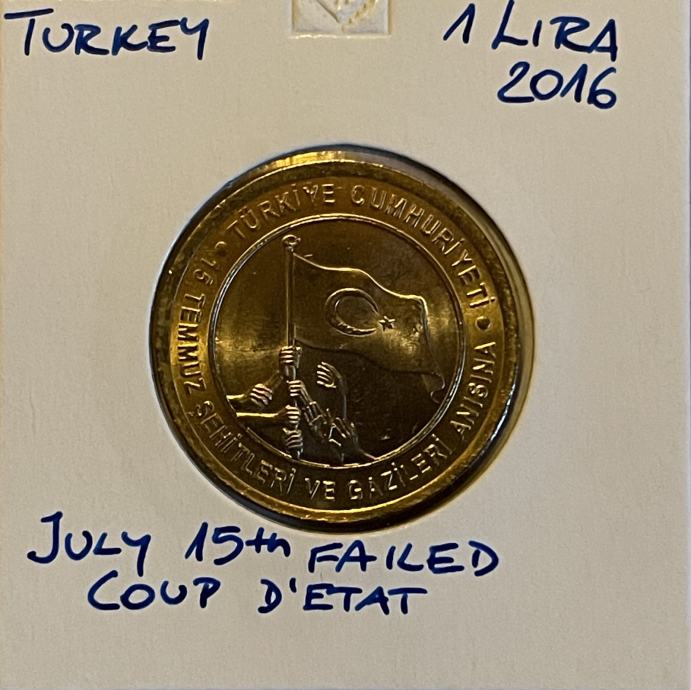 TURKEY
1 LIRA
2016
• TÜRKİYE CUMHURİYETİ •
15 TEMMUZ ŞEHİTLERİ VE GAZİLERİ ANISINA
JULY 15th FAILED
COUP D'ETAT